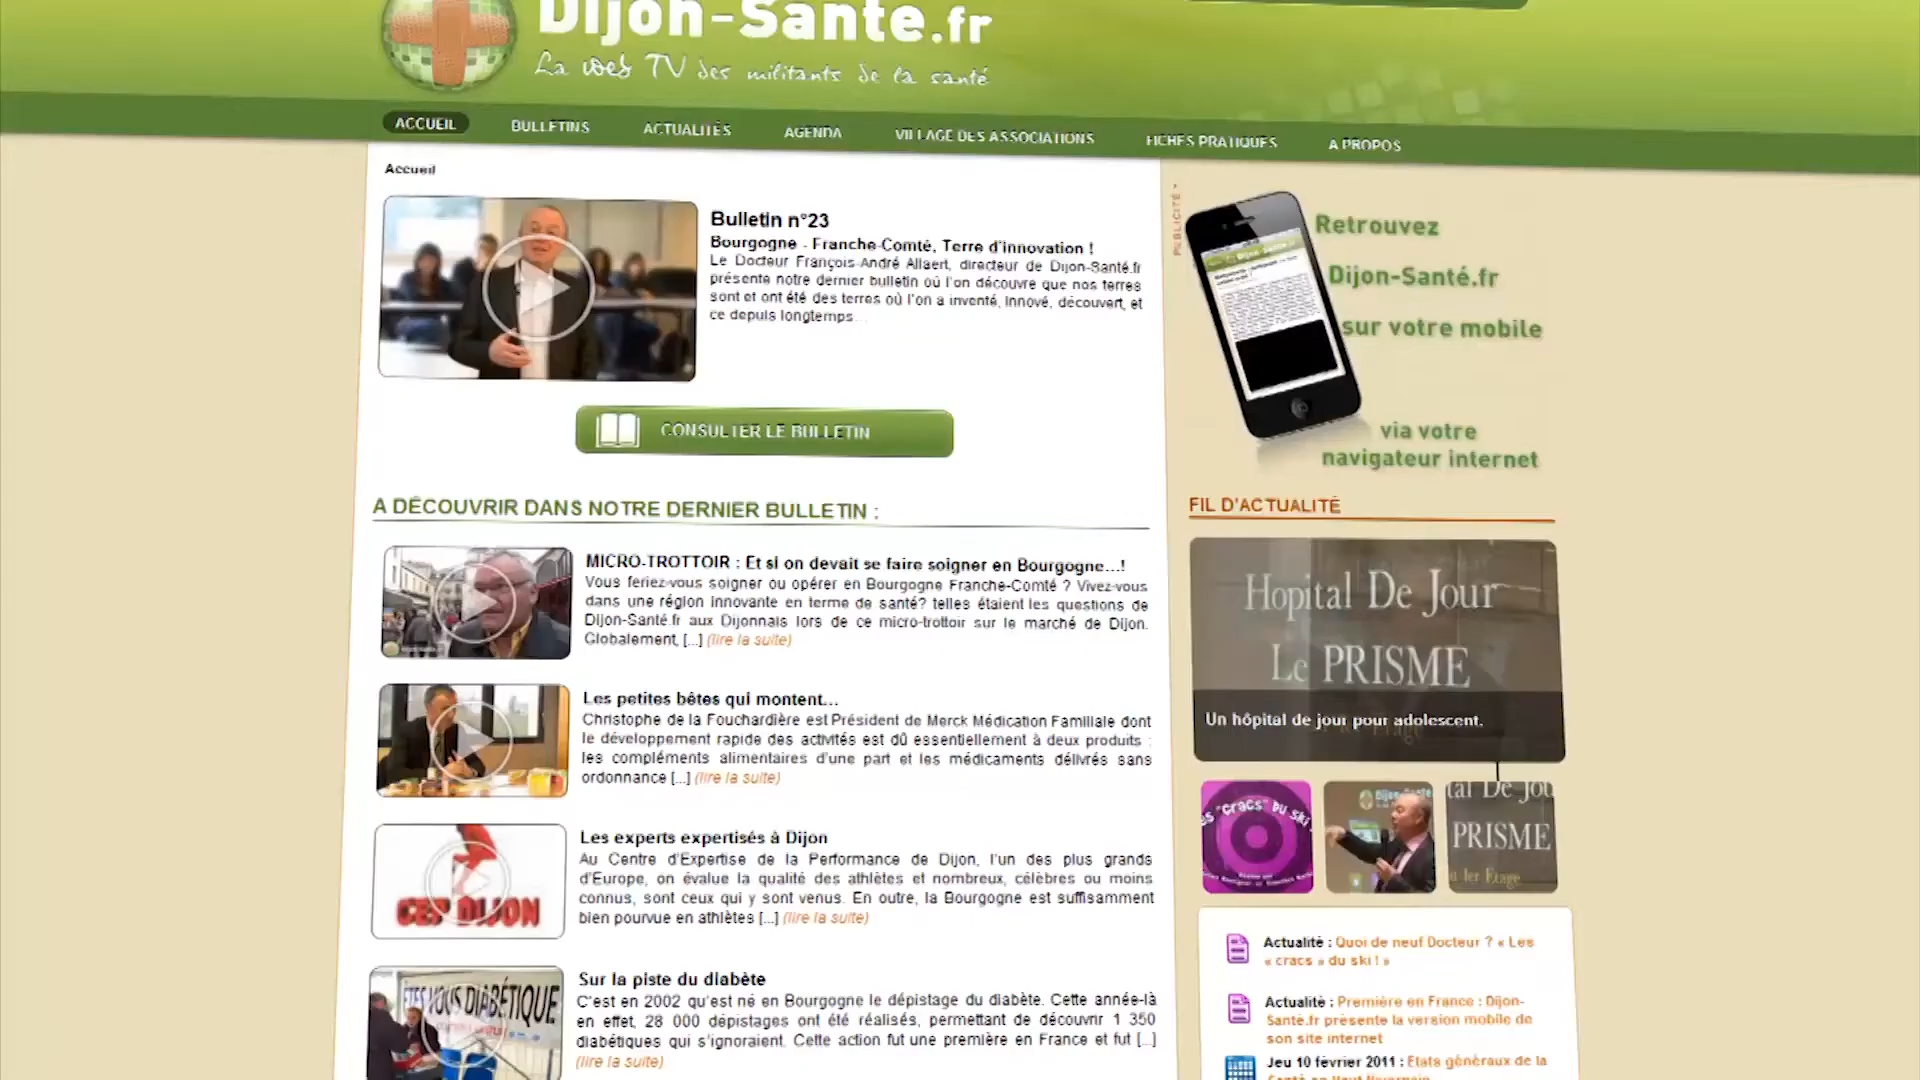 Dijon-Santé.fr
La web TV des militants de la santé
ACCUEIL
BULLETINS
ACTUALITÉS
AGENDA
VILLAGE DES ASSOCIATIONS
FICHES PRATIQUES
A PROPOS
Accueil
Bulletin n°23
Bourgogne - Franche-Comté, Terre d'innovation !
Le Docteur François-André Allaert, directeur de Dijon-Santé.fr
présente notre dernier bulletin où l'on découvre que nos terres
sont et ont été des terres où l'on a inventé, innové, découvert, et
ce depuis longtemps...
CONSULTER LE BULLETIN
A DÉCOUVRIR DANS NOTRE DERNIER BULLETIN :
MICRO-TROTTOIR : Et si on devait se faire soigner en Bourgogne...!
Vous feriez-vous soigner ou opérer en Bourgogne Franche-Comté ? Vivez-vous
dans une région innovante en terme de santé? telles étaient les questions de
Dijon-Santé.fr aux Dijonnais lors de ce micro-trottoir sur le marché de Dijon.
Globalement, [...] (lire la suite)
Les petites bêtes qui montent...
Christophe de la Fouchardière est Président de Merck Médication Familiale dont
le développement rapide des activités est dû essentiellement à deux produits :
les compléments alimentaires d'une part et les médicaments délivrés sans
ordonnance [...] (lire la suite)
CEP DIJON
Les experts expertisés à Dijon
Au Centre d'Expertise de la Performance de Dijon, l'un des plus grands
d'Europe, on évalue la qualité des athlètes et nombreux, célèbres ou moins
connus, sont ceux qui y sont venus. En outre, la Bourgogne est suffisamment
bien pourvue en athlètes [...] (lire la suite)
ÊTES VOUS DIABÉTIQUE
Sur la piste du diabète
C'est en 2002 qu'est né en Bourgogne le dépistage du diabète. Cette année-là
en effet, 28 000 dépistages ont été réalisés, permettant de découvrir 1 350
diabétiques qui s'ignoraient. Cette action fut une première en France et fut [...]
(lire la suite)
PUBLICITÉ
Retrouvez
Dijon-Santé.fr
sur votre mobile
via votre
navigateur internet
FIL D'ACTUALITÉ
Hopital De Jour
Le PRISME
Un hôpital de jour pour adolescent.
"cracs" DU ski
Dijon-Santé
tal De Jou
PRISME
1er Etage
Actualité : Quoi de neuf Docteur ? « Les
« cracs » du ski ! »
Actualité : Première en France : Dijon-
Santé.fr présente la version mobile de
son site internet
Jeu 10 février 2011 : Etats généraux de la